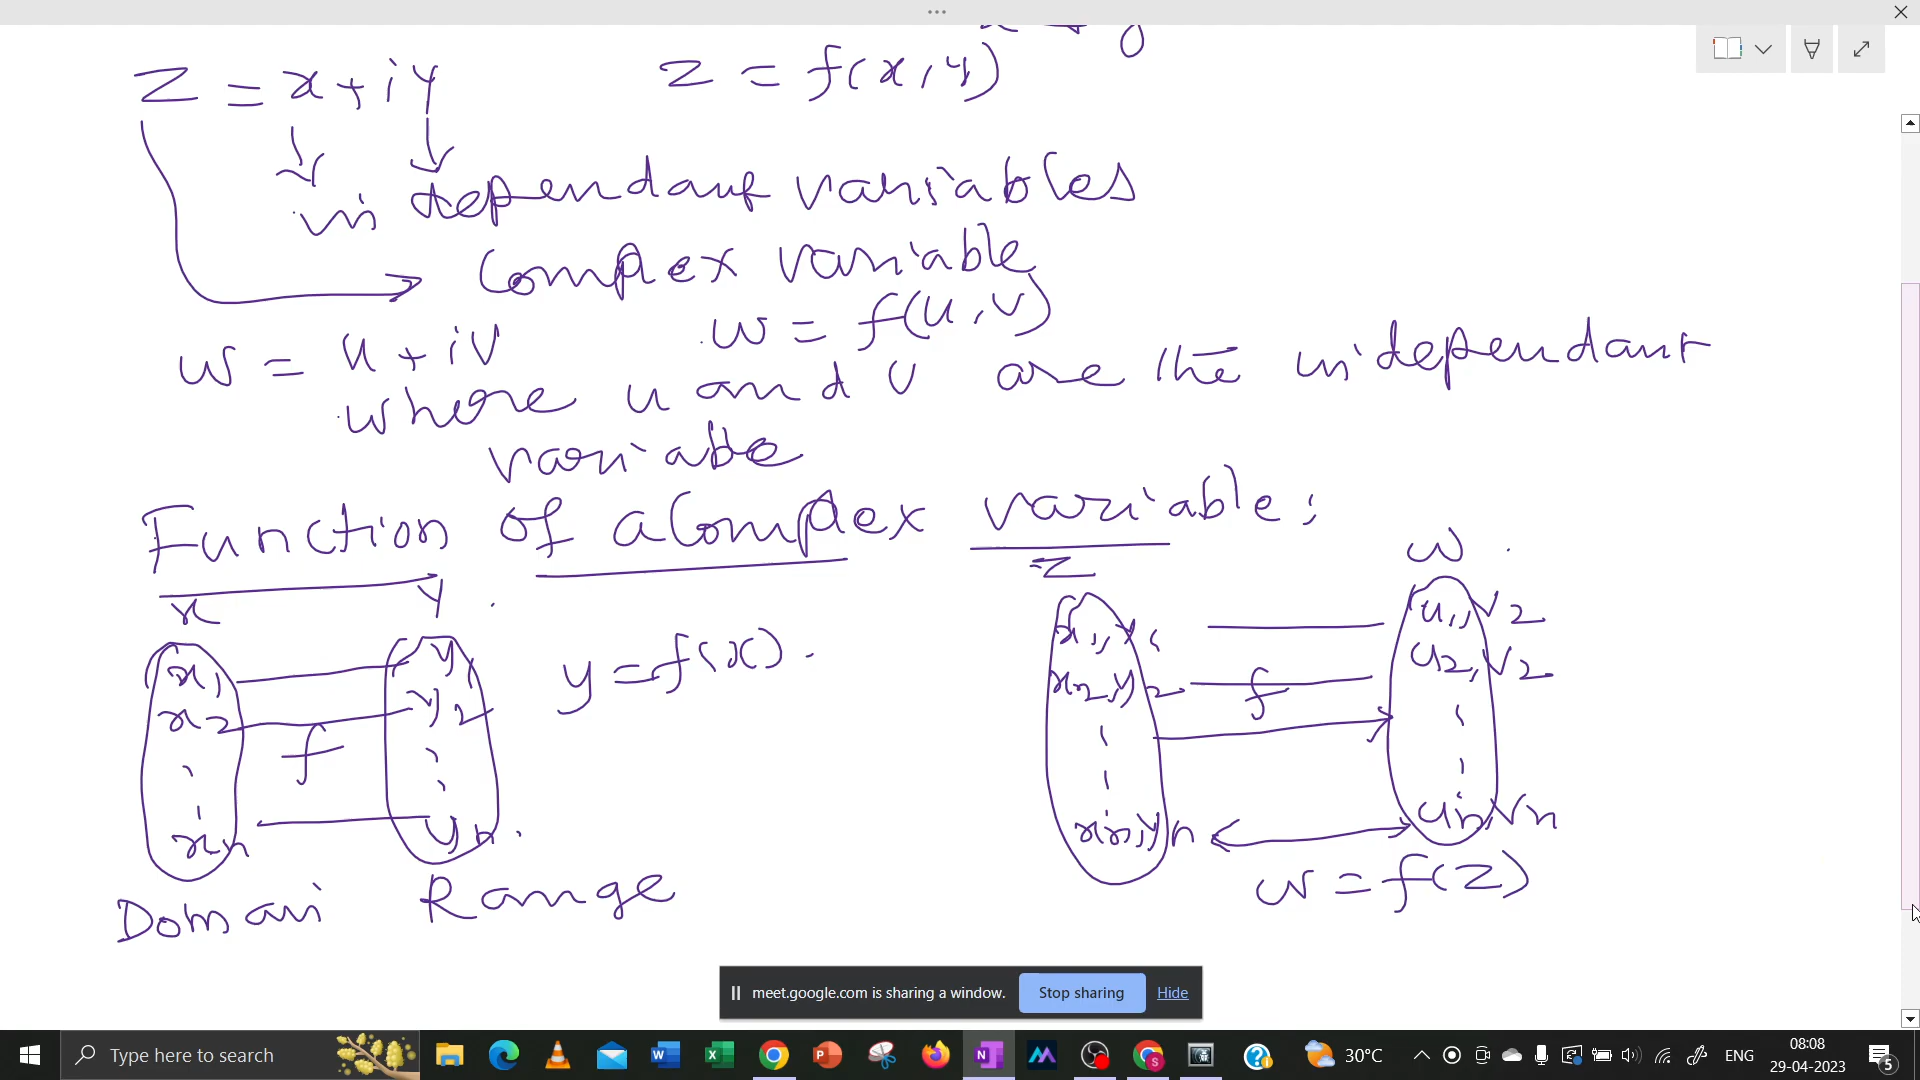 Z = x+iy
z = f(x,y)
independant variables
Complex variable
w = u+iv
w = f(u,v)
where u and v are the independant
variable
Function of a Complex variable:
x y
z w
x1 y1
x2 y2
f
xn yn.
y=f(x).
Domain Range
x1, y1 u1, v2
x2, y2 u2, v2
f
xn, yn un, vn
w = f(z)
meet.google.com is sharing a window. Stop sharing Hide
Type here to search
30°C
ENG
08:08
29-04-2023
5